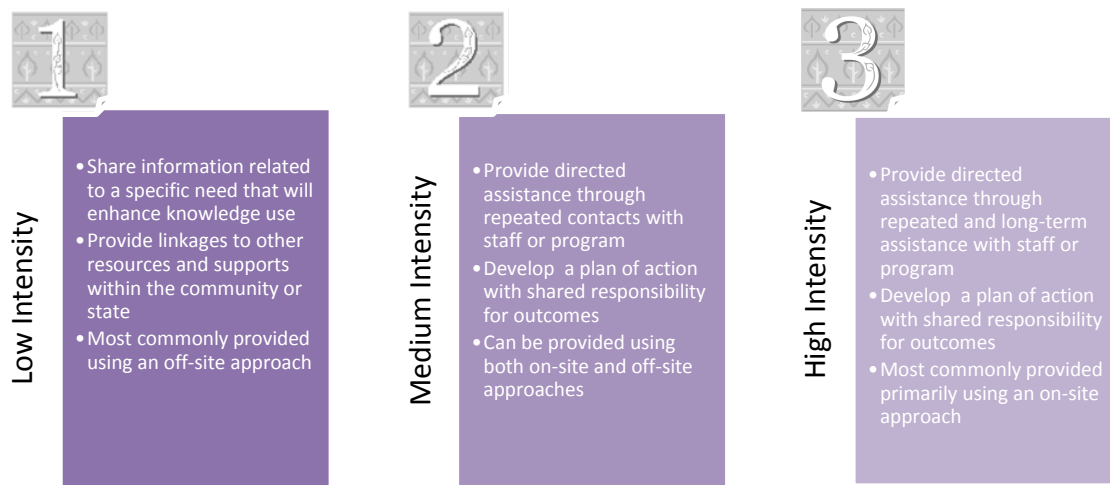 1
Low Intensity
•Share information related
to a specific need that will
enhance knowledge use
•Provide linkages to other
resources and supports
within the community or
state
•Most commonly provided
using an off-site approach
2
Medium Intensity
•Provide directed
assistance through
repeated contacts with
staff or program
•Develop a plan of action
with shared responsibility
for outcomes
•Can be provided using
both on-site and off-site
approaches
3
High Intensity
•Provide directed
assistance through
repeated and long-term
assistance with staff or
program
•Develop a plan of action
with shared responsibility
for outcomes
•Most commonly provided
primarily using an on-site
approach